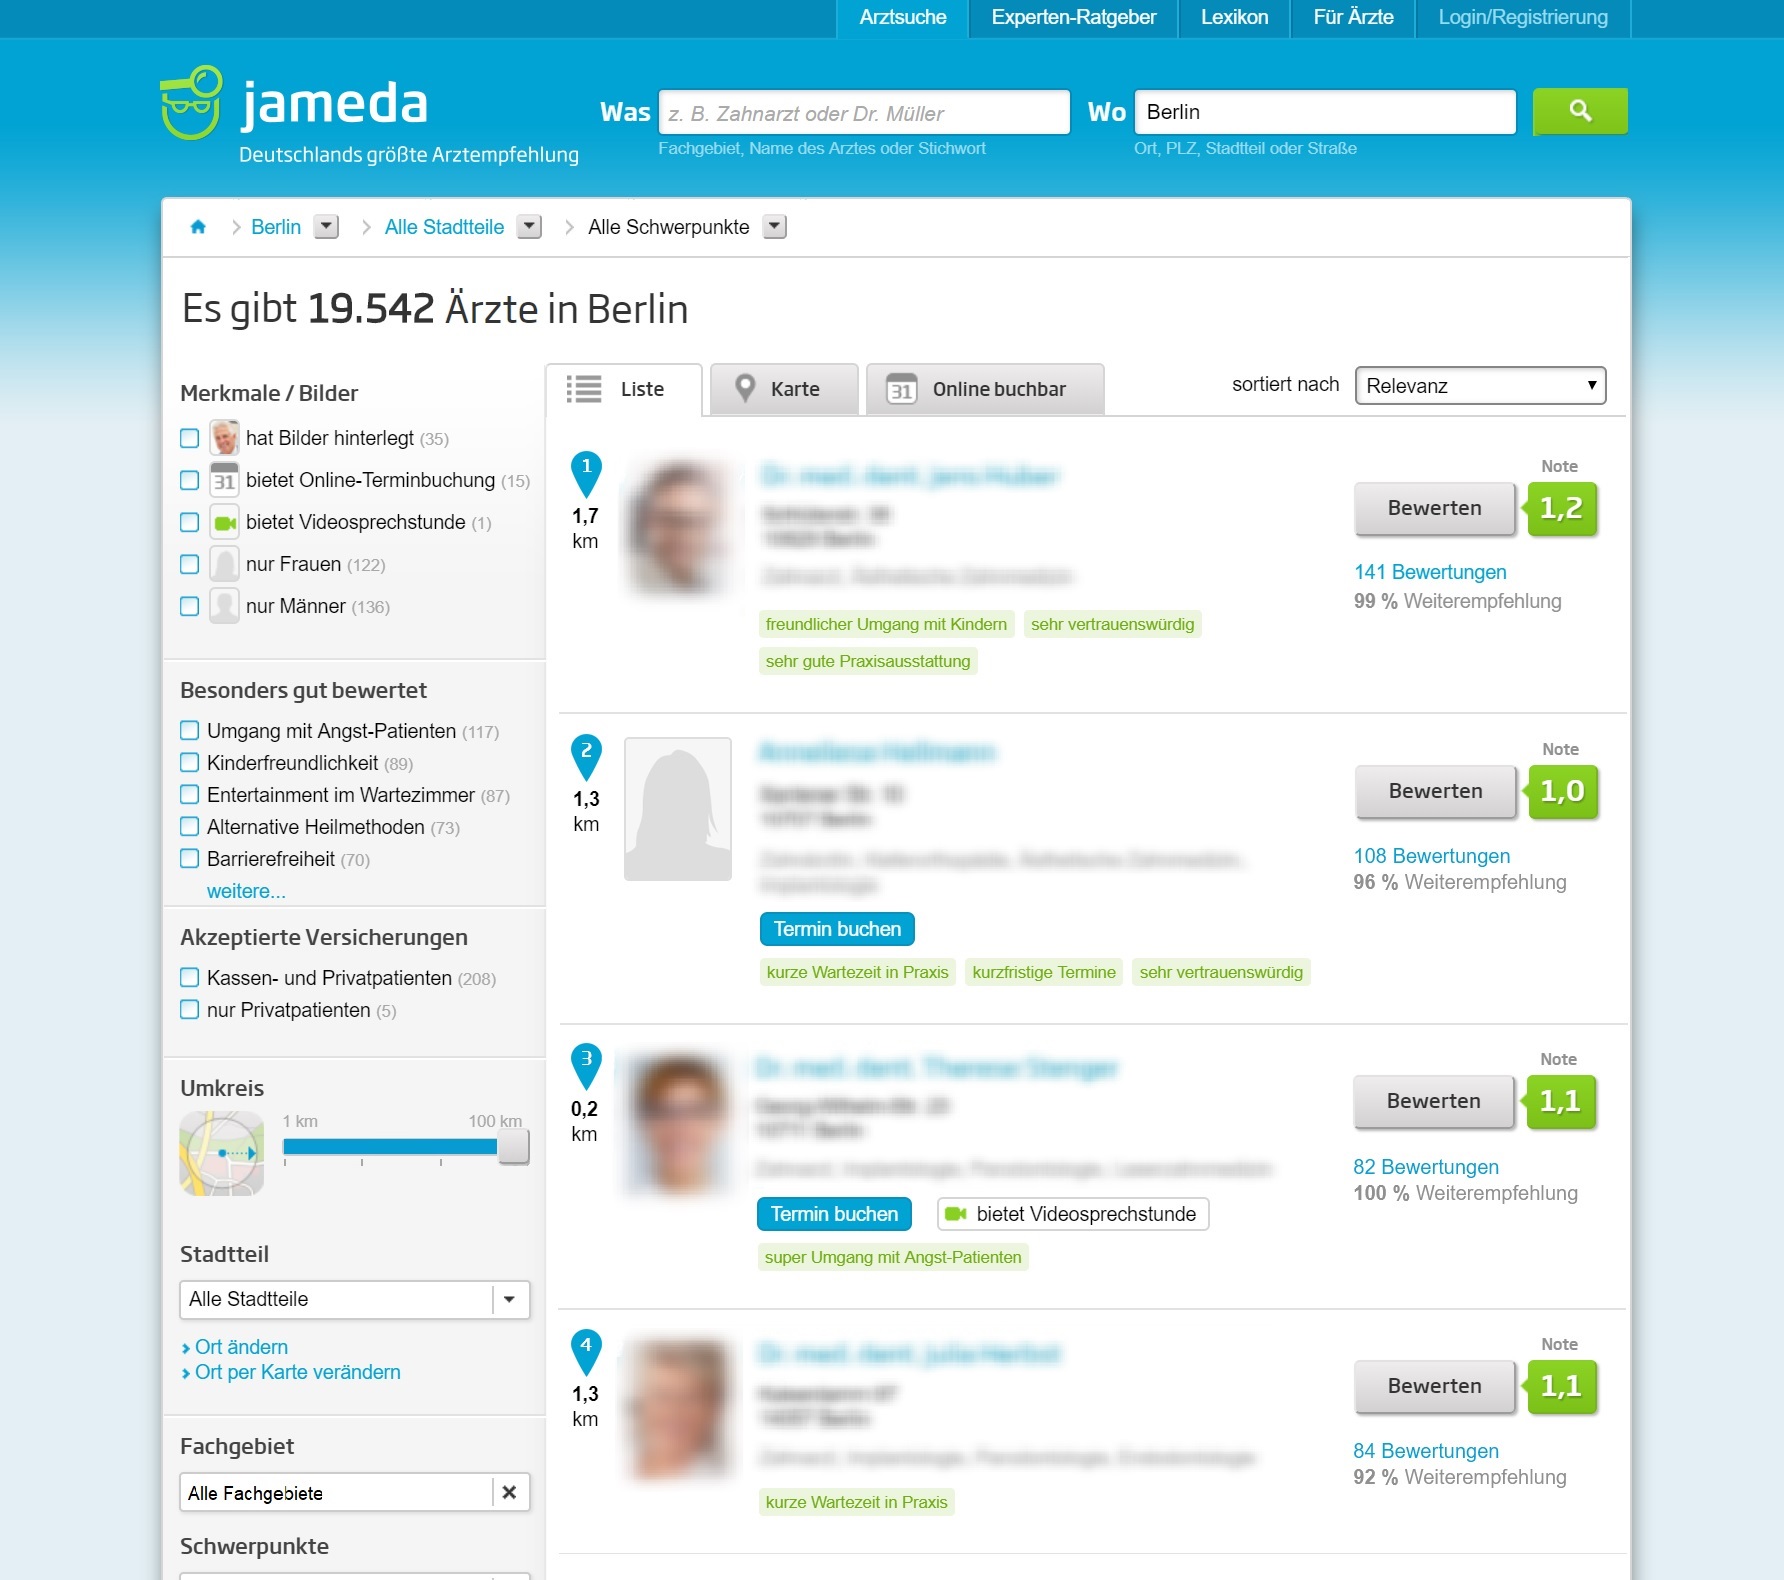 Arztsuche Experten-Ratgeber Lexikon Für Ärzte Login/Registrierung
jameda
Deutschlands größte Arztempfehlung
Was z. B. Zahnarzt oder Dr. Müller Wo Berlin
Fachgebiet, Name des Arztes oder Stichwort Ort, PLZ, Stadtteil oder Straße
Berlin Alle Stadtteile Alle Schwerpunkte
Es gibt 19.542 Ärzte in Berlin
Merkmale / Bilder
hat Bilder hinterlegt (35)
31 bietet Online-Terminbuchung (15)
bietet Videosprechstunde (1)
nur Frauen (122)
nur Männer (136)
Besonders gut bewertet
Umgang mit Angst-Patienten (117)
Kinderfreundlichkeit (89)
Entertainment im Wartezimmer (87)
Alternative Heilmethoden (73)
Barrierefreiheit (70)
weitere...
Akzeptierte Versicherungen
Kassen- und Privatpatienten (208)
nur Privatpatienten (5)
Umkreis
1 km 100 km
Stadtteil
Alle Stadtteile
Ort ändern
Ort per Karte verändern
Fachgebiet
Alle Fachgebiete
Schwerpunkte
Liste Karte 31 Online buchbar sortiert nach Relevanz
1
1,7
km
Note
Bewerten 1,2
141 Bewertungen
99 % Weiterempfehlung
freundlicher Umgang mit Kindern sehr vertrauenswürdig
sehr gute Praxisausstattung
2
1,3
km
Note
Bewerten 1,0
108 Bewertungen
96 % Weiterempfehlung
Termin buchen
kurze Wartezeit in Praxis kurzfristige Termine sehr vertrauenswürdig
3
0,2
km
Note
Bewerten 1,1
82 Bewertungen
100 % Weiterempfehlung
Termin buchen bietet Videosprechstunde
super Umgang mit Angst-Patienten
4
1,3
km
Note
Bewerten 1,1
84 Bewertungen
92 % Weiterempfehlung
kurze Wartezeit in Praxis